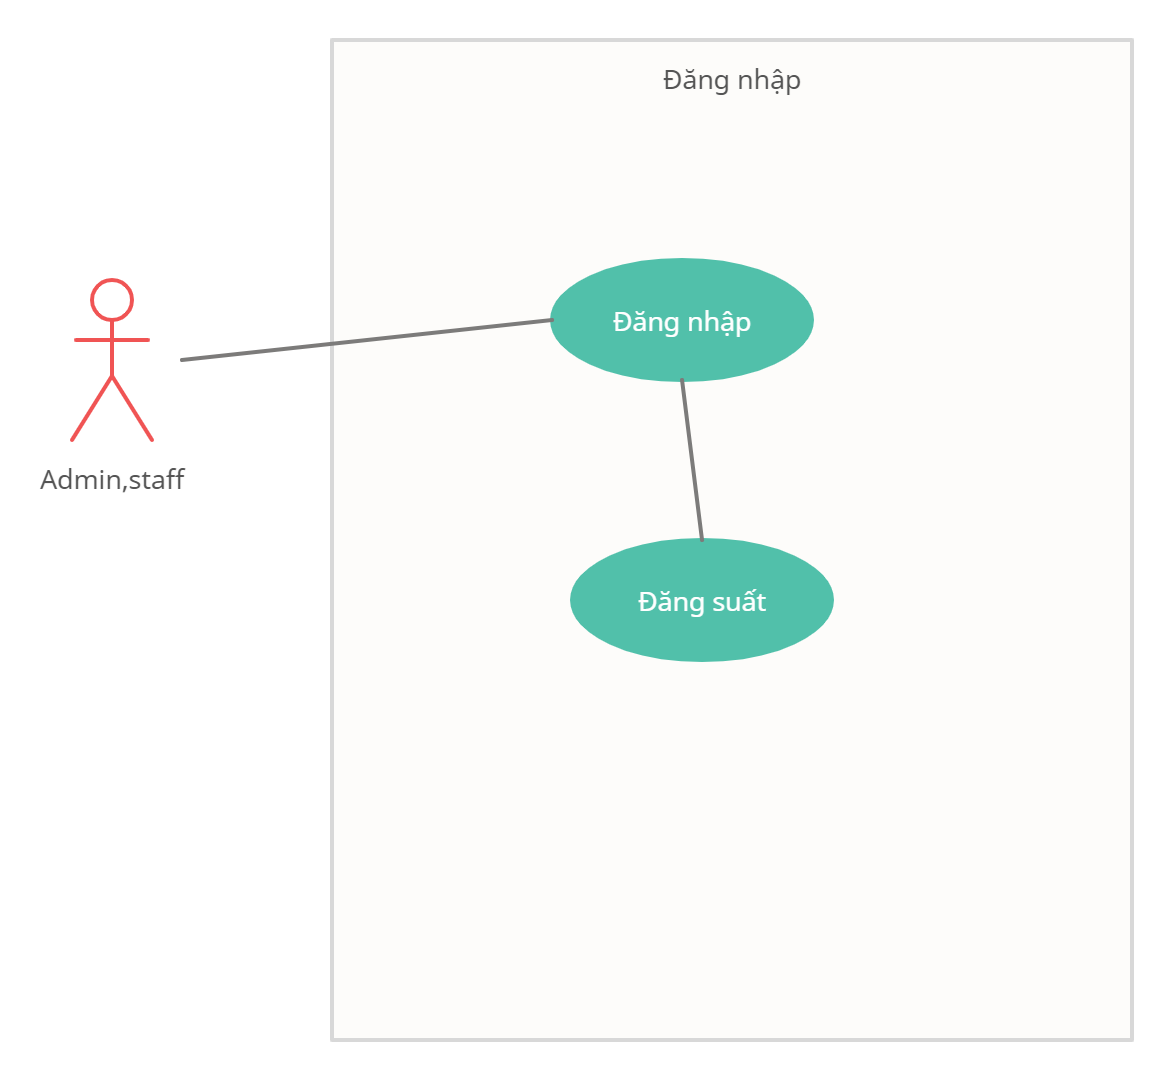 Đăng nhập
Đăng nhập
Admin,staff
Đăng suất